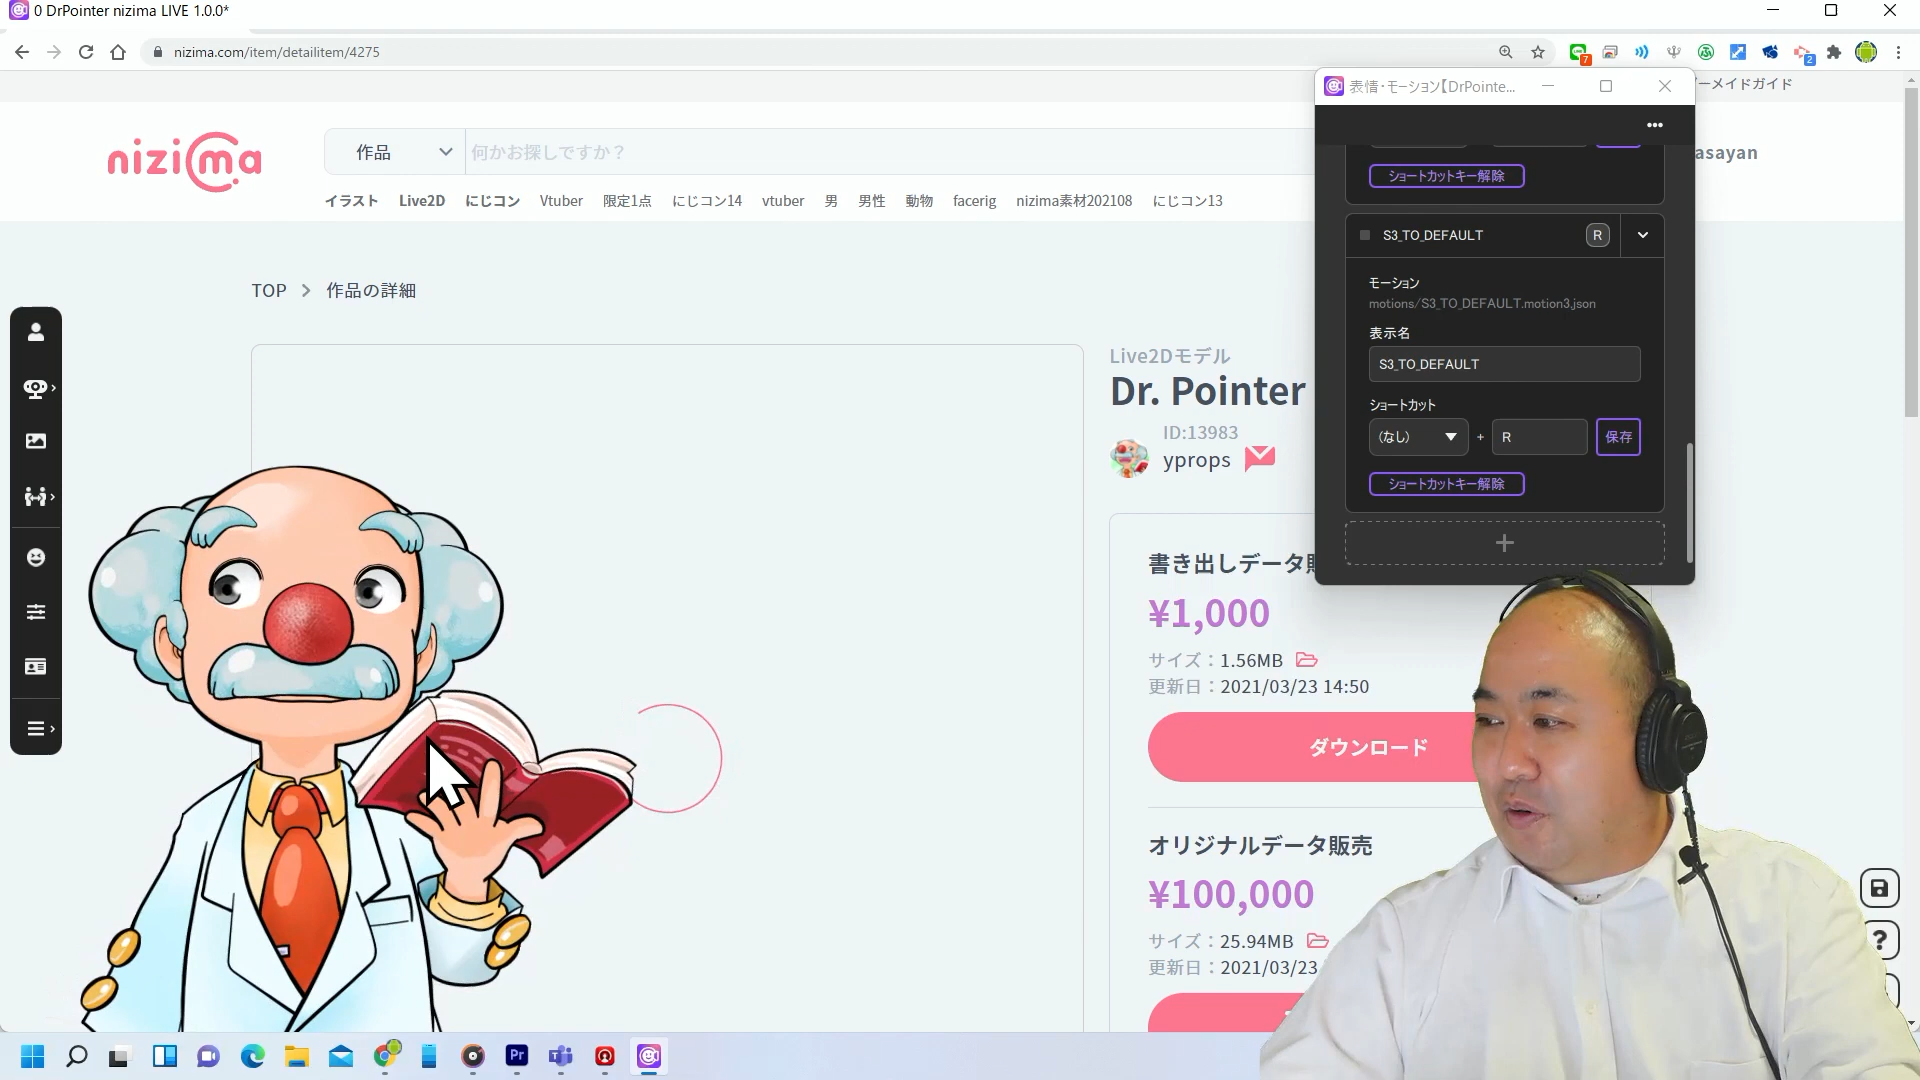 0 DrPointer nizima LIVE 1.0.0*
nizima.com/item/detailitem/4275
7
2
表情・モーション【DrPointe...
ーメイドガイド
nizima
作品
何かお探しですか？
asayan
イラスト Live2D にじコン Vtuber 限定1点 にじコン14 vtuber 男 男性 動物 facerig nizima素材202108 にじコン13
ショートカットキー解除
S3_TO_DEFAULT R
モーション
motions/S3_TO_DEFAULT.motion3.json
表示名
S3_TO_DEFAULT
ショートカット
(なし) + R 保存
ショートカットキー解除
+
TOP 作品の詳細
Live2Dモデル
Dr. Pointer
ID:13983
yprops
書き出しデータ販
¥1,000
サイズ：1.56MB
更新日：2021/03/23 14:50
ダウンロード
オリジナルデータ販売
¥100,000
サイズ：25.94MB
更新日：2021/03/23
?
Pr